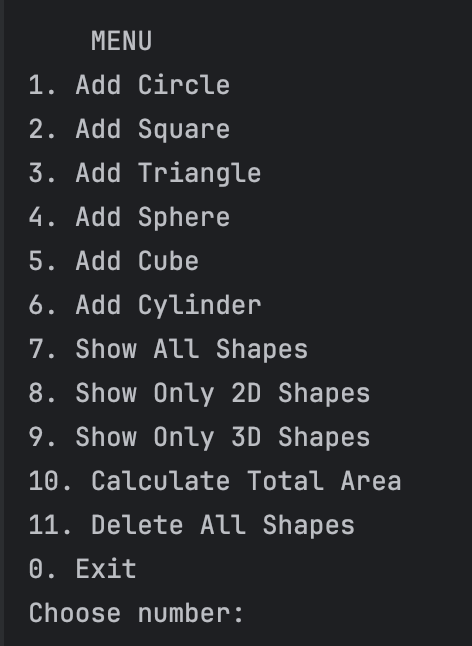 MENU
1. Add Circle
2. Add Square
3. Add Triangle
4. Add Sphere
5. Add Cube
6. Add Cylinder
7. Show All Shapes
8. Show Only 2D Shapes
9. Show Only 3D Shapes
10. Calculate Total Area
11. Delete All Shapes
0. Exit
Choose number: